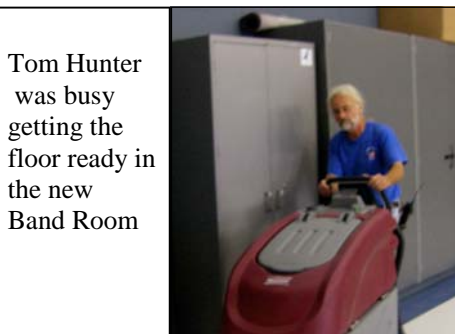 Tom Hunter
was busy
getting the
floor ready in
the new
Band Room